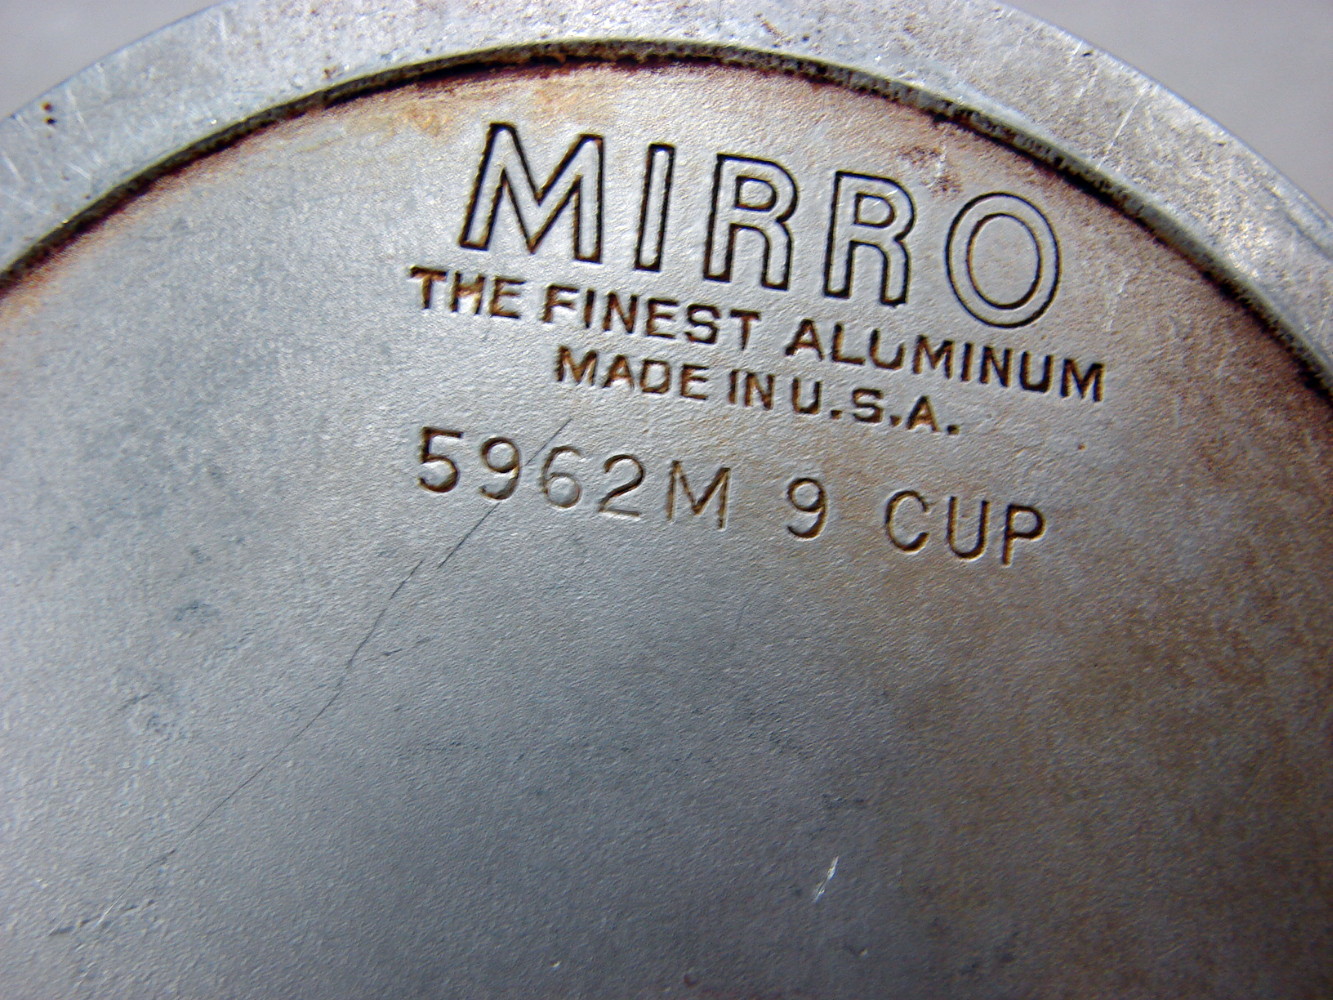 MIRRO
THE FINEST ALUMINUM
MADE IN U.S.A.
5962M 9 CUP